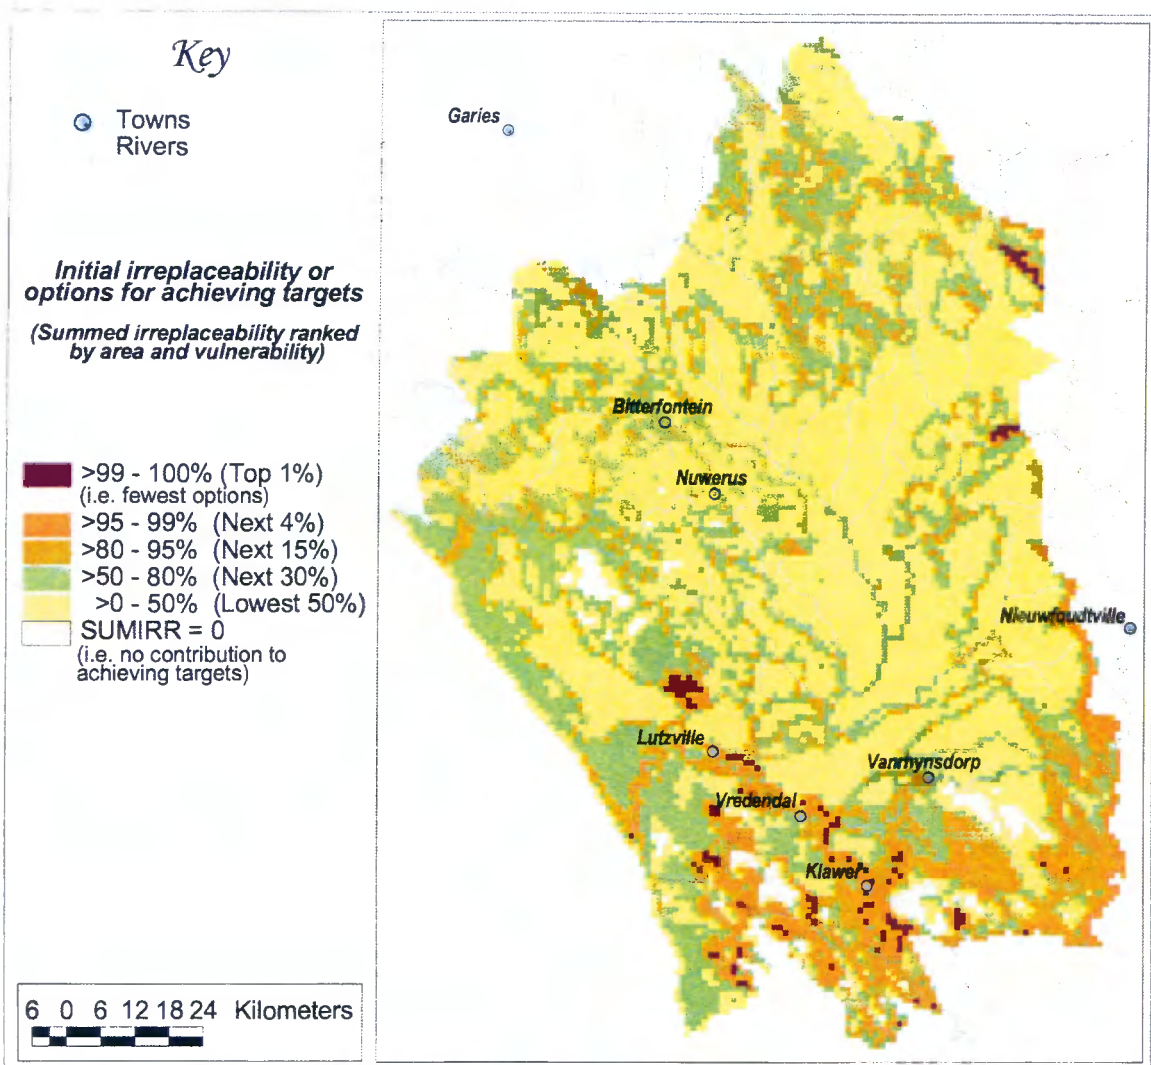 Key
Towns
Rivers
Initial irreplaceability or
options for achieving targets
(Summed irreplaceability ranked
by area and vulnerability)
>99 - 100% (Top 1%)
(i.e. fewest options)
>95 - 99% (Next 4%)
>80 - 95% (Next 15%)
>50 - 80% (Next 30%)
>0 - 50% (Lowest 50%)
SUMIRR = 0
(i.e. no contribution to
achieving targets)
6 0 6 12 18 24 Kilometers
Garies
Bitterfontein
Nuwerus
Nieuwfoudtville
Lutzville
Vanrhynsdorp
Vredendal
Klawer